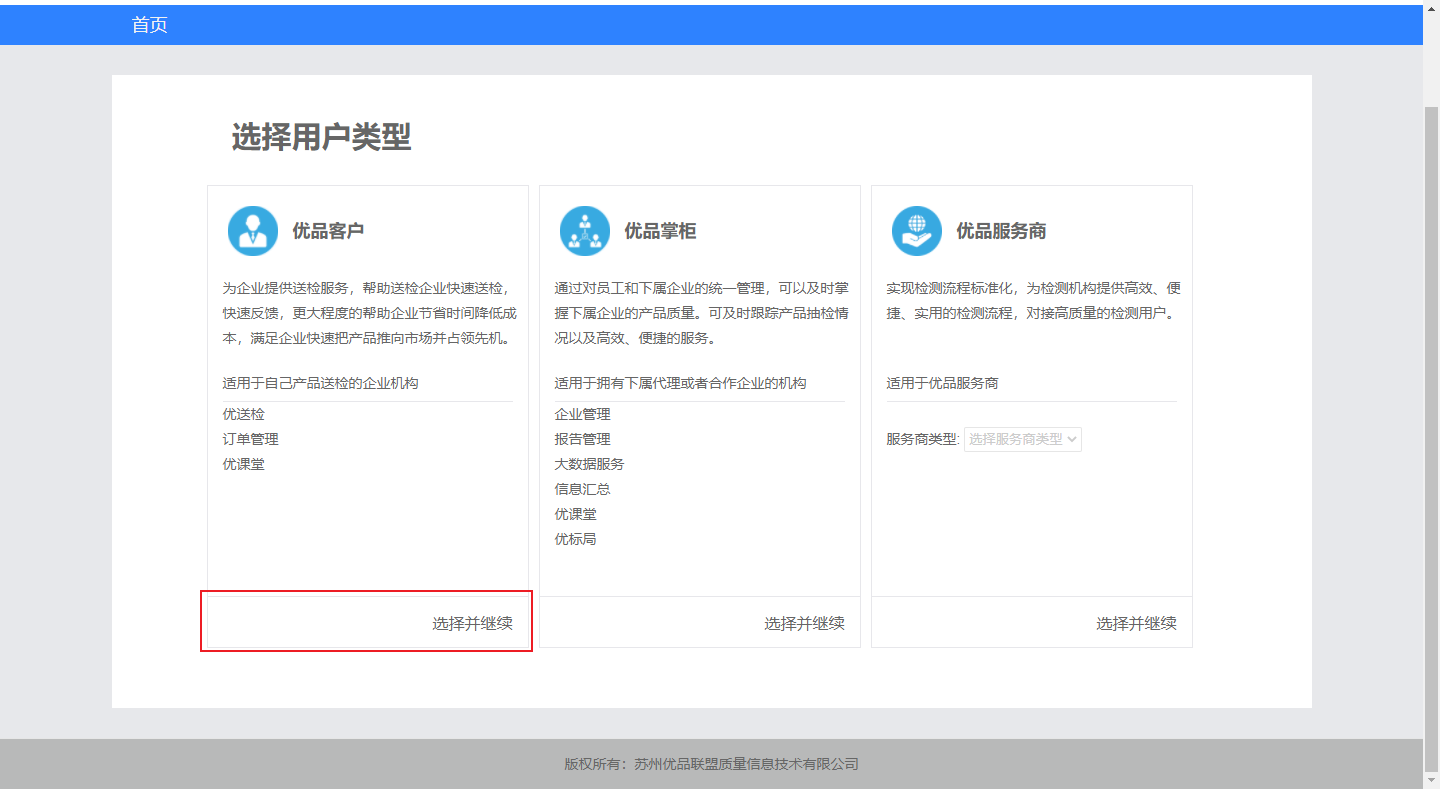 首页
选择用户类型
优品客户
为企业提供送检服务，帮助送检企业快速送检，
快速反馈，更大程度的帮助企业节省时间降低成
本，满足企业快速把产品推向市场并占领先机。
适用于自己产品送检的企业机构
优送检
订单管理
优课堂
选择并继续
优品掌柜
通过对员工和下属企业的统一管理，可以及时掌
握下属企业的产品质量。可及时跟踪产品抽检情
况以及高效、便捷的服务。
适用于拥有下属代理或者合作企业的机构
企业管理
报告管理
大数据服务
信息汇总
优课堂
优标局
选择并继续
优品服务商
实现检测流程标准化，为检测机构提供高效、便
捷、实用的检测流程，对接高质量的检测用户。
适用于优品服务商
服务商类型: 选择服务商类型
选择并继续
版权所有：苏州优品联盟质量信息技术有限公司